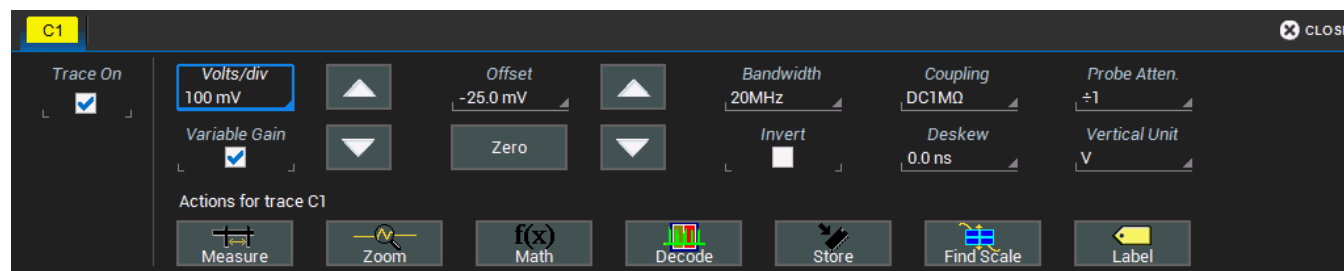 C1
CLOSE
Trace On
Volts/div
100 mV
Offset
-25.0 mV
Bandwidth
20MHz
Coupling
DC1MΩ
Probe Atten.
÷1
Variable Gain
Zero
Invert
Deskew
0.0 ns
Vertical Unit
V
Actions for trace C1
Measure
Zoom
f(x)
Math
Decode
Store
Find Scale
Label